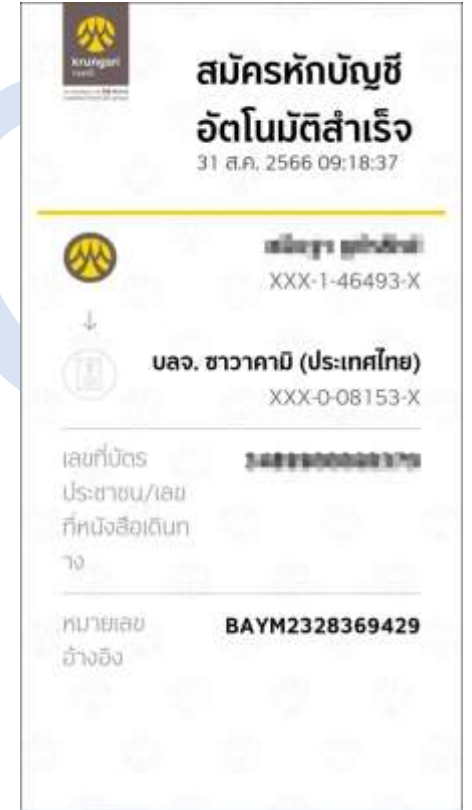 krungsri
กรุงศรี
สมัครหักบัญชี
อัตโนมัติสำเร็จ
31 ส.ค. 2566 09:18:37
XXX-1-46493-X
บลจ. ซาวาคามิ (ประเทศไทย)
XXX-0-08153-X
เลขที่บัตร
ประชาชน/เลข
ที่หนังสือเดินท
าง
หมายเลข
อ้างอิง
BAYM2328369429